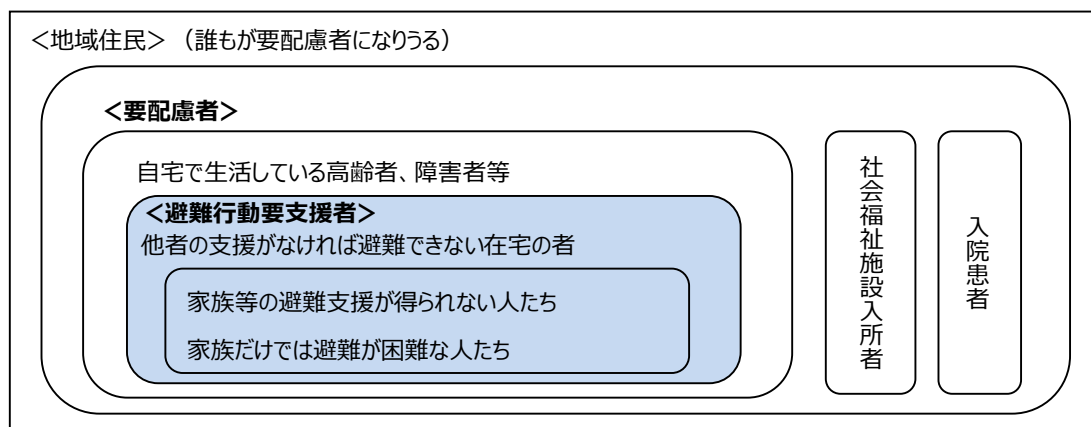 ＜地域住民＞（誰もが要配慮者になりうる）
＜要配慮者＞
自宅で生活している高齢者、障害者等
＜避難行動要支援者＞
他者の支援がなければ避難できない在宅の者
家族等の避難支援が得られない人たち
家族だけでは避難が困難な人たち
社会福祉施設入所者
入院患者